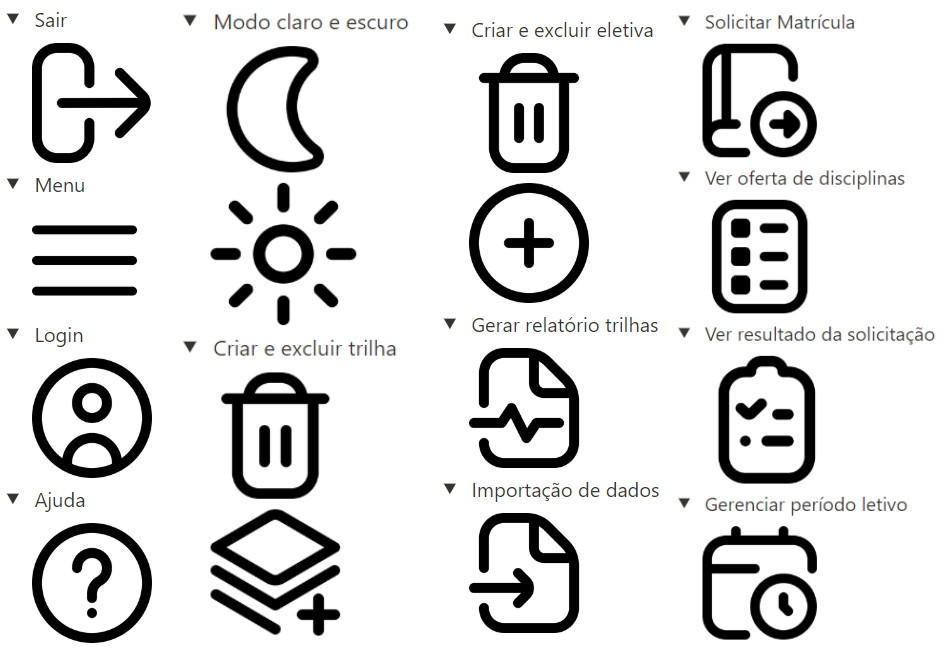 Sair
Menu
Login
Ajuda
Modo claro e escuro
Criar e excluir trilha
Criar e excluir eletiva
Gerar relatório trilhas
Importação de dados
Solicitar Matrícula
Ver oferta de disciplinas
Ver resultado da solicitação
Gerenciar período letivo